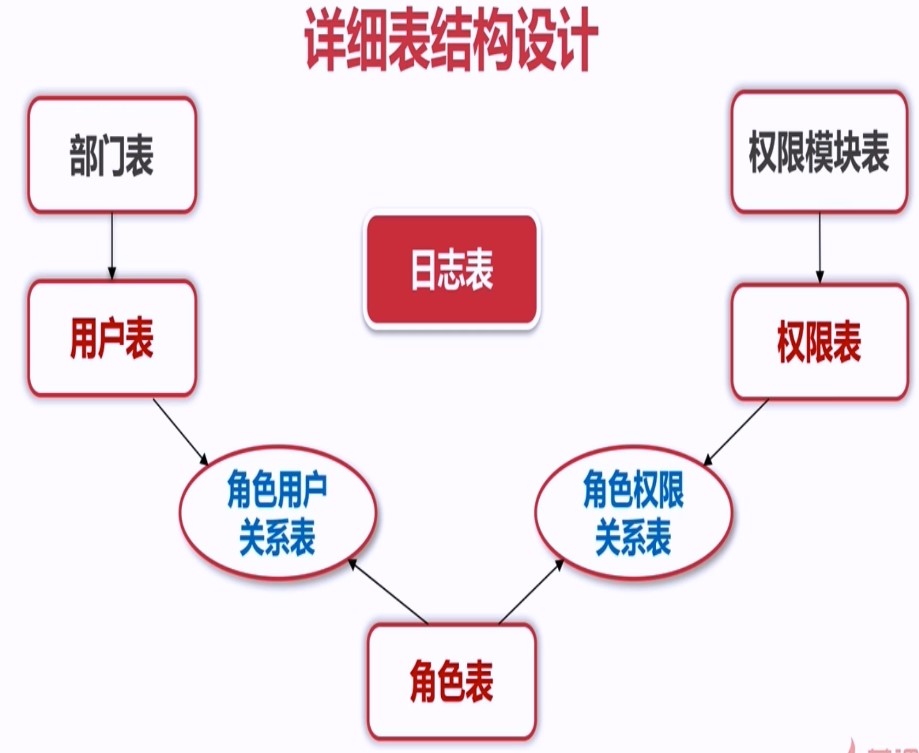 详细表结构设计
部门表
权限模块表
日志表
用户表
权限表
角色用户
关系表
角色权限
关系表
角色表